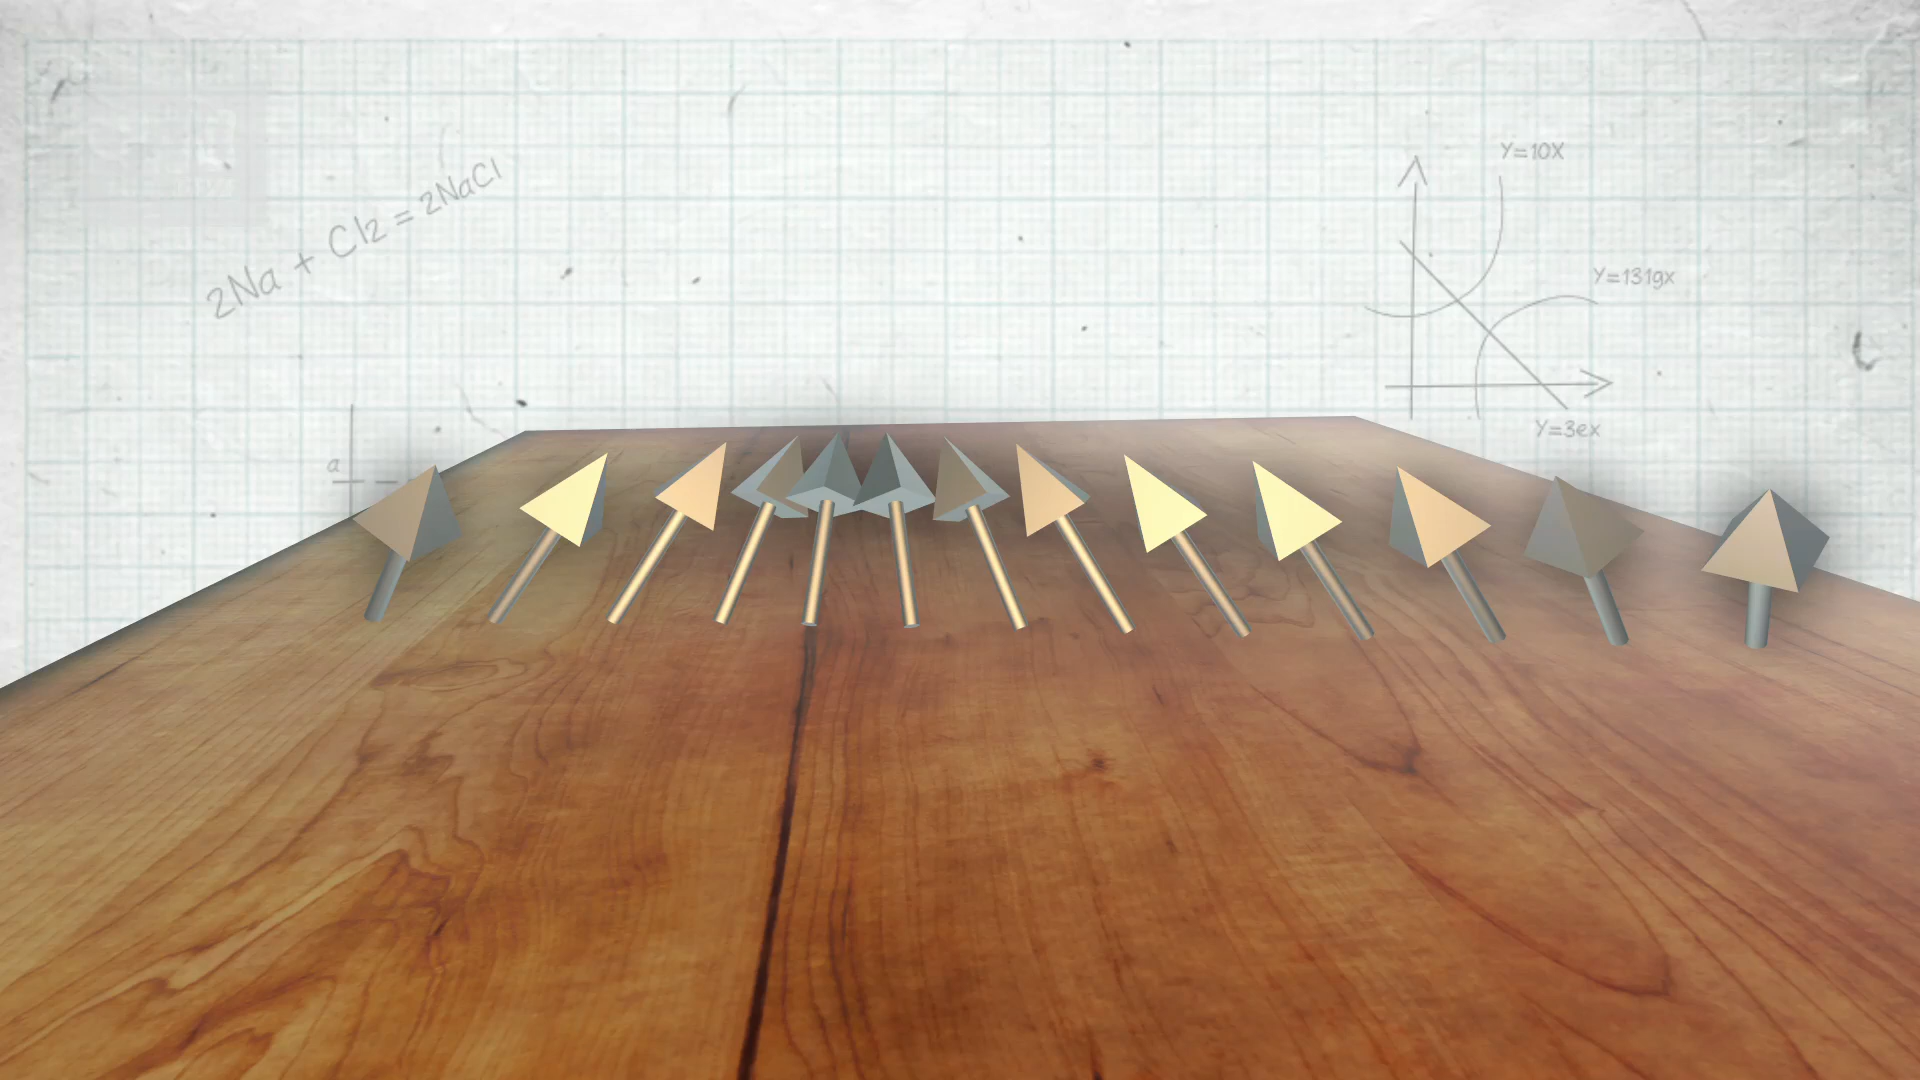 2Na + Cl2 = 2NaCl
Y=10X
Y=131gx
Y=3ex
a